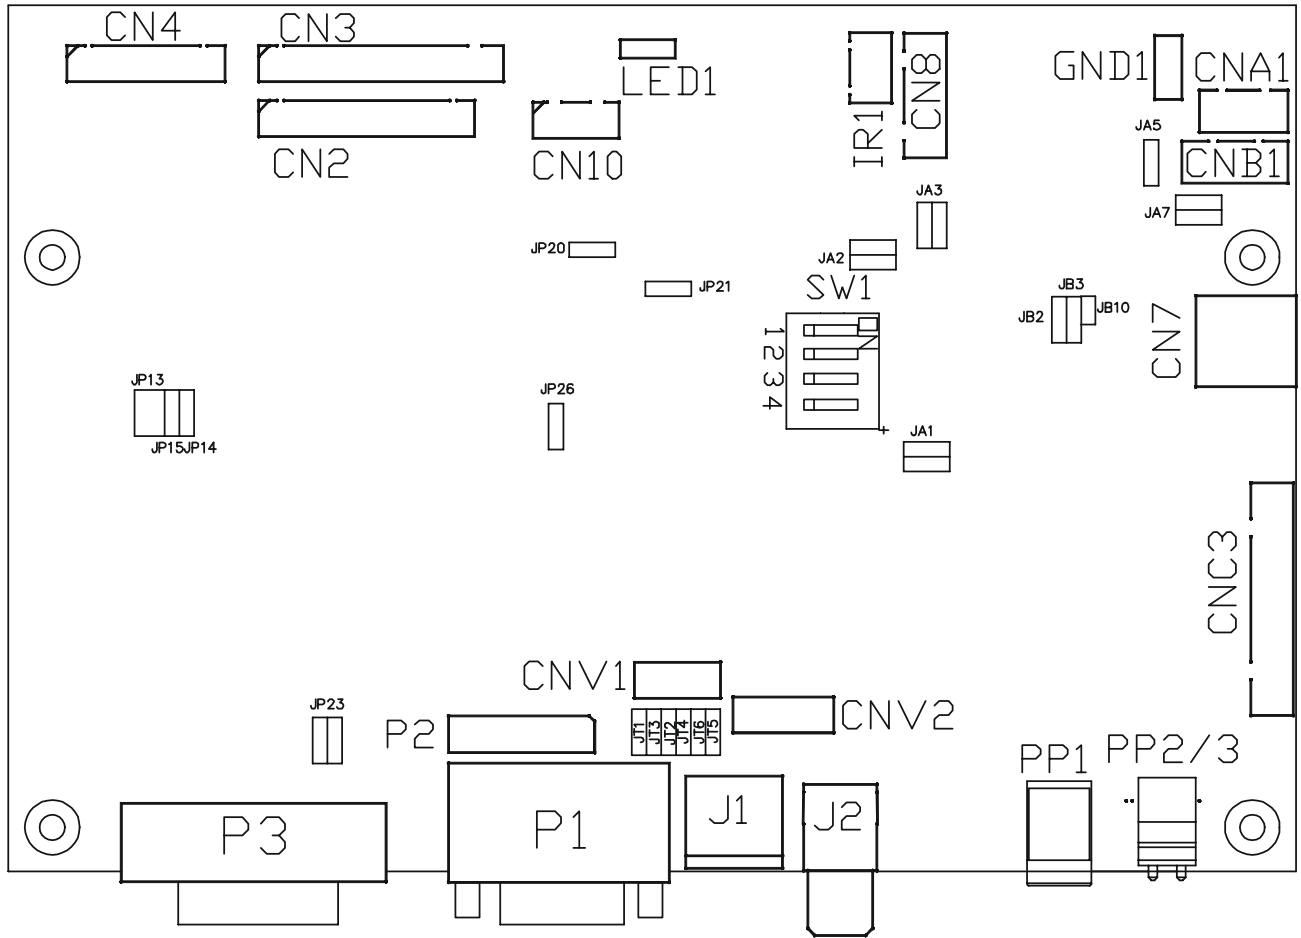 CN4
CN3
LED1
CN2
CN10
IR1
CN8
GND1
CNA1
JA5
CNB1
JA7
JA3
JA2
JP20
JP21
SW1
1
2
3
4
N
JB3
JB2
JB10
CN7
JP13
JP15JP14
JP26
JA1
CNC3
CNV1
CNV2
JP23
P2
JT1
JT3
JT2
JT4
JT6
JT5
PP1
PP2/3
P3
P1
J1
J2